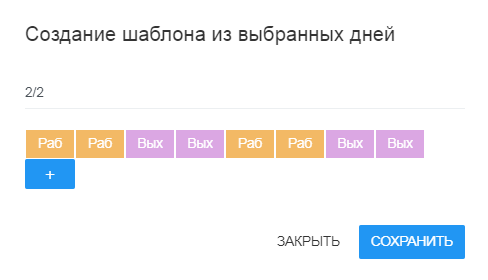 Создание шаблона из выбранных дней
2/2
Раб Раб Вых Вых Раб Раб Вых Вых
+
ЗАКРЫТЬ СОХРАНИТЬ